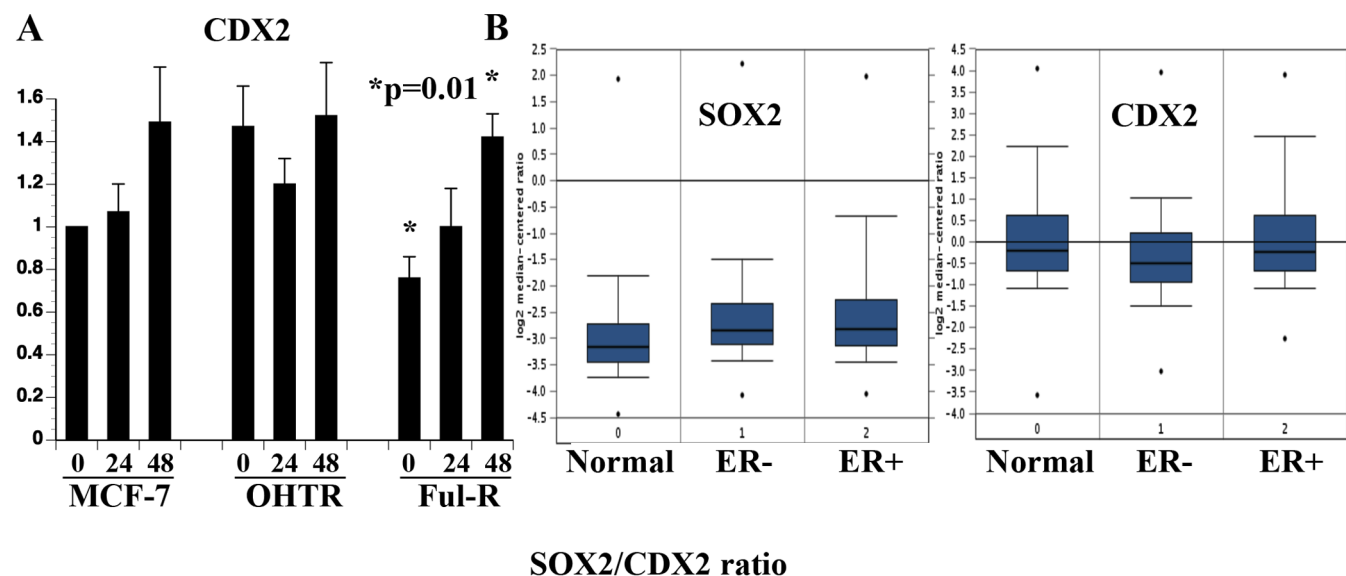 A
CDX2
*p=0.01 *
*
1.6
1.4
1.2
1
0.8
0.6
0.4
0.2
0
0 24 48 0 24 48 0 24 48
MCF-7 OHTR Ful-R
B
SOX2
log2 median-centered ratio
2.5
2.0
1.5
1.0
0.5
0.0
-0.5
-1.0
-1.5
-2.0
-2.5
-3.0
-3.5
-4.0
-4.5
0 1 2
Normal ER- ER+
CDX2
log2 median-centered ratio
4.5
4.0
3.5
3.0
2.5
2.0
1.5
1.0
0.5
0.0
-0.5
-1.0
-1.5
-2.0
-2.5
-3.0
-3.5
-4.0
0 1 2
Normal ER- ER+
SOX2/CDX2 ratio